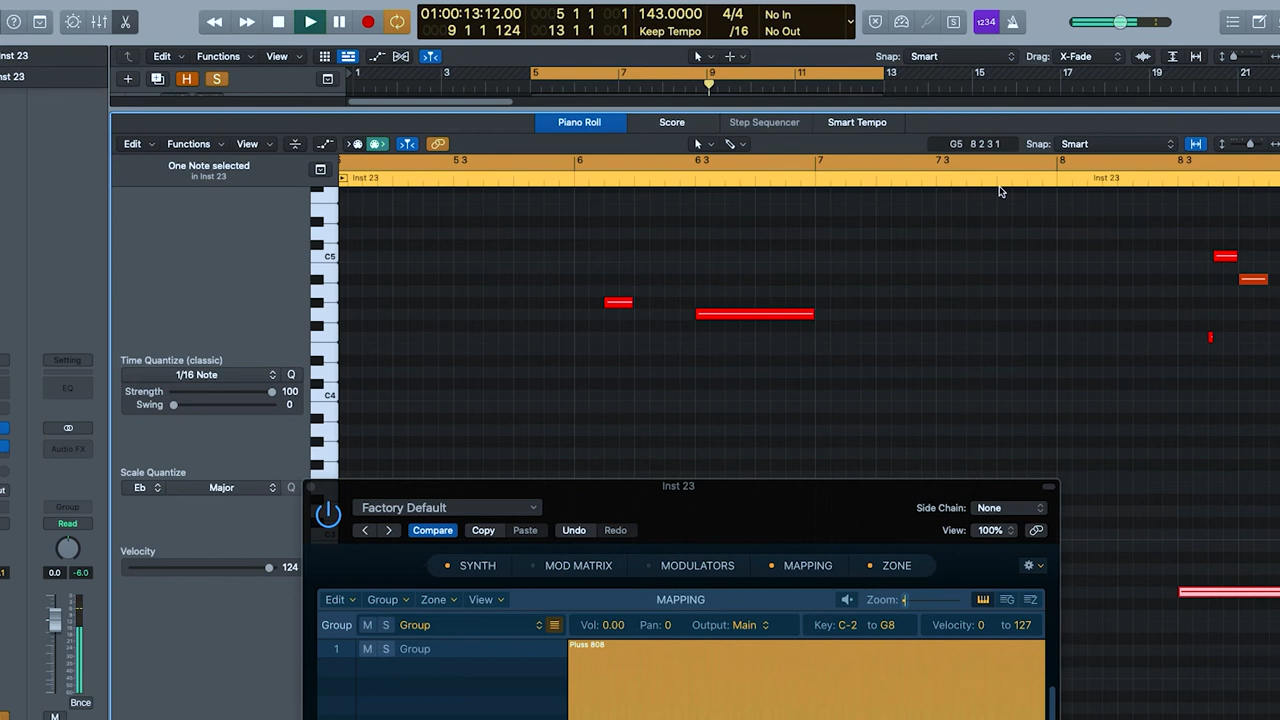 01:00:13:12.00 005 1 1 001 143.0000 4/4 No In
009 1 1 124 0013 1 1 001 Keep Tempo /16 No Out
1234
nst 23
nst 23
Edit Functions View Snap: Smart Drag: X-Fade
H S 1 3 5 7 9 11 13 15 17 19 21
Piano Roll Score Step Sequencer Smart Tempo
Edit Functions View G5 8 2 3 1 Snap: Smart
One Note selected
in Inst 23
5 3 6 6 3 7 7 3 8 8 3
Inst 23 Inst 23
C5
C4
Time Quantize (classic)
1/16 Note Q
Strength 100
Swing 0
Scale Quantize
Eb Major Q
Velocity
124
Setting
EQ
Audio FX
Group
Read
0.0 -6.0
Bnce
M
Inst 23
Factory Default Side Chain: None
Compare Copy Paste Undo Redo View: 100%
SYNTH MOD MATRIX MODULATORS MAPPING ZONE
Edit Group Zone View MAPPING Zoom:
Group M S Group Vol: 0.00 Pan: 0 Output: Main Key: C-2 to G8 Velocity: 0 to 127
1 M S Group Pluss 808